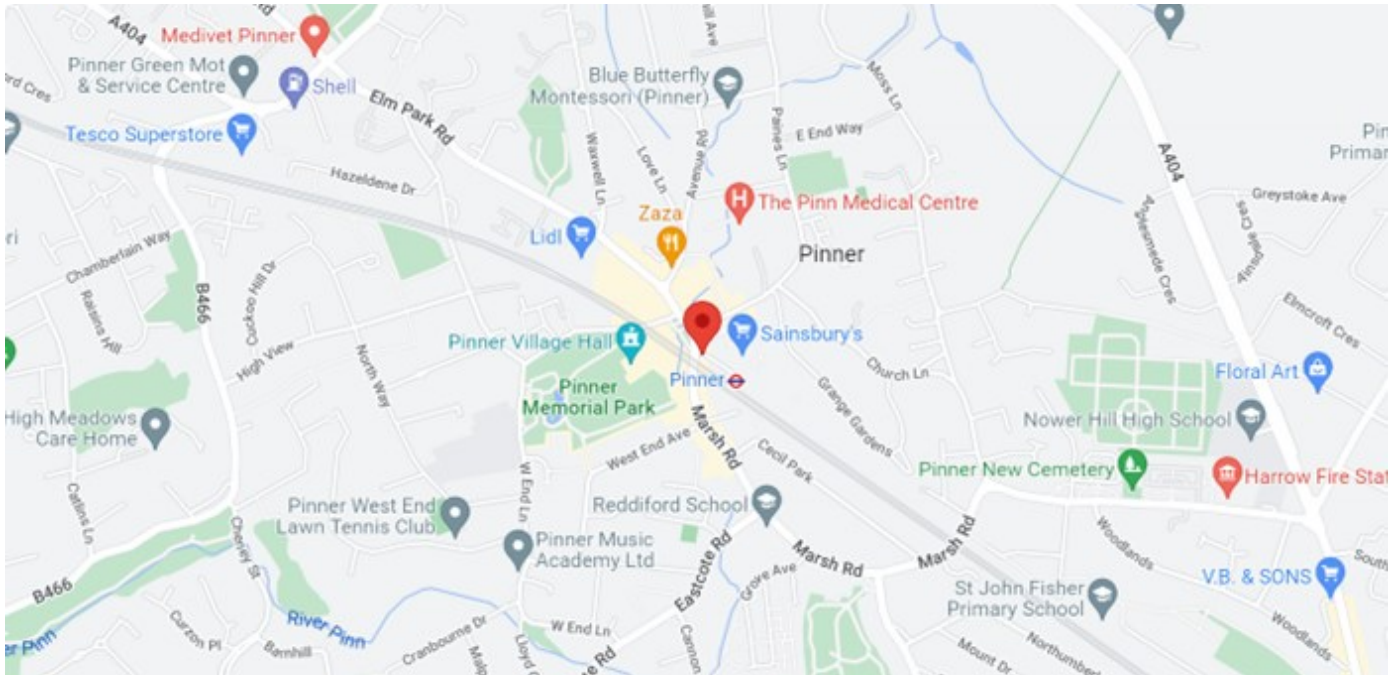 A404
Medivet Pinner
Pinner Green Mot
& Service Centre
Shell
Tesco Superstore
Elm Park Rd
Hazeldene Dr
Waxwell Ln
Love Ln
Avenue Rd
Blue Butterfly
Montessori (Pinner)
Paines Ln
Moss Ln
E End Way
The Pinn Medical Centre
Zaza
Lidl
Pinner
A404
Greystoke Ave
Elmcroft Cres
Chamberlain Way
Raisins Hill
B466
Cuckoo Hill Dr
High View
North Way
Pinner Village Hall
Pinner
Memorial Park
Sainsbury's
Pinner
Church Ln
Grange Gardens
Floral Art
Nower Hill High School
High Meadows
Care Home
Marsh Rd
West End Ave
Cecil Park
Pinner New Cemetery
Harrow Fire Stat
Catlins Ln
Pinner West End
Lawn Tennis Club
W End Ln
Reddiford School
Pinner Music
Academy Ltd
Eastcote Rd
Marsh Rd
Marsh Rd
Grove Ave
Woodlands
St John Fisher
Primary School
V.B. & SONS
B466
River Pinn
Curzon Pl
Barnhill
Cranbourne Dr
W End Ln
Cannon
Mount Dr
Woodlands